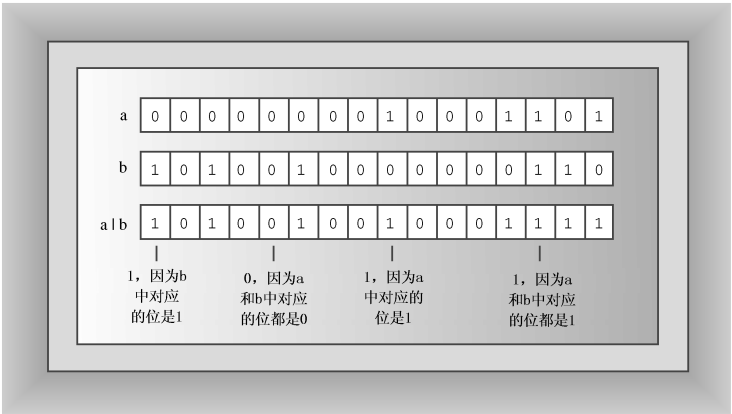 a 0 0 0 0 0 0 0 0 1 0 0 0 1 1 0 1
b 1 0 1 0 0 1 0 0 0 0 0 0 0 1 1 0
a|b 1 0 1 0 0 1 0 0 1 0 0 0 1 1 1 1
1，因为b
中对应
的位是1
0，因为a
和b中对应
的位都是0
1，因为a
中对应的
位是1
1，因为a
和b中对应
的位都是1